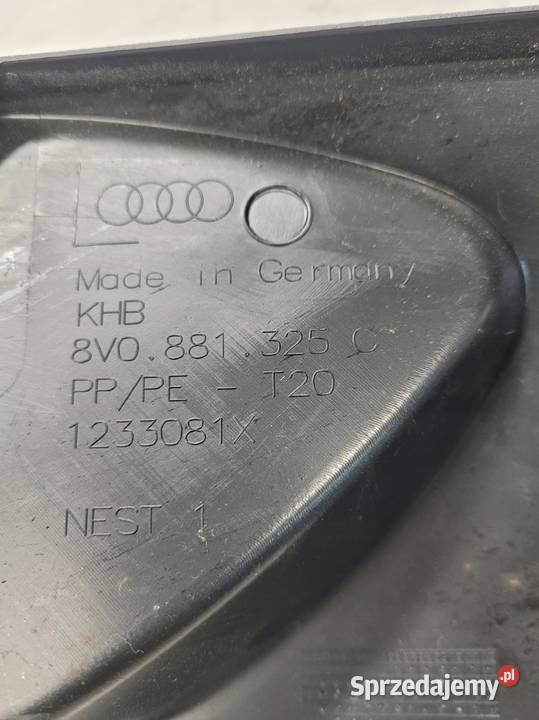 Made in Germany
KHB
8V0.881.325 C
PP/PE - T20
1233081X
NEST 1
Sprzedajemy.pl